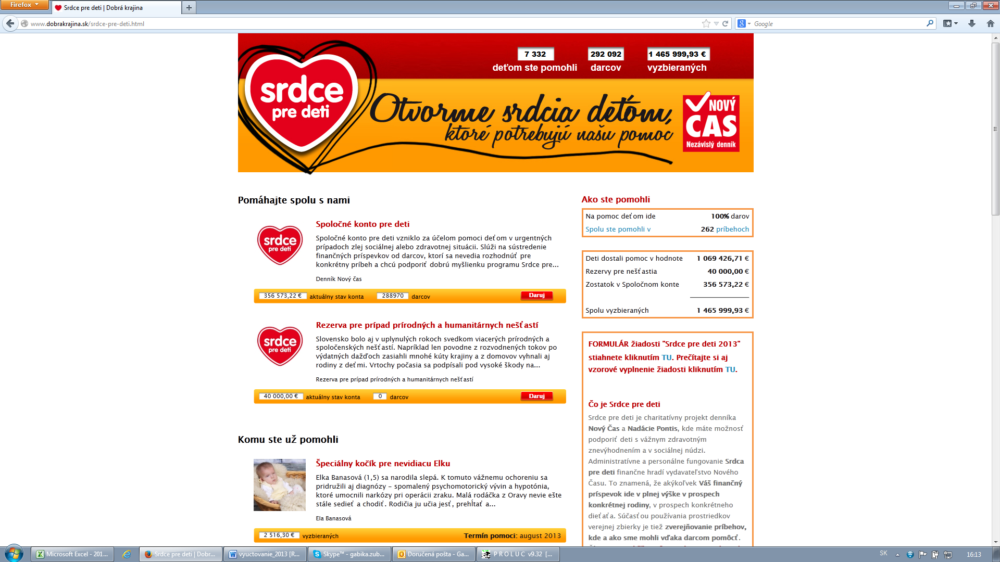 Firefox
Srdce pre deti | Dobrá krajina
www.dobrakrajina.sk/srdce-pre-deti.html
Google
srdce
pre deti
7 332
292 092
1 465 999,93 €
deťom ste pomohli
darcov
vyzbieraných
Otvorme srdcia deťom,
ktoré potrebujú našu pomoc
NOVÝ
ČAS
Nezávislý denník
Pomáhajte spolu s nami
srdce
pre deti
Spoločné konto pre deti
Spoločné konto pre deti vzniklo za účelom pomoci deťom v urgentných
prípadoch zlej sociálnej alebo zdravotnej situácii. Slúži na sústredenie
finančných príspevkov od darcov, ktorí sa nevedia rozhodnúť pre
konkrétny príbeh a chcú podporiť dobrú myšlienku programu Srdce pre...
Denník Nový čas
356 573,22 € aktuálny stav konta 288970 darcov Daruj
srdce
pre deti
Rezerva pre prípad prírodných a humanitárnych nešťastí
Slovensko bolo aj v uplynulých rokoch svedkom viacerých prírodných a
spoločenských nešťastí. Napríklad len povodne z rozvodnených tokov po
výdatných dažďoch zasiahli mnohé kúty krajiny a z domovov vyhnali aj
rodiny z deťmi. Vrtochy počasia sa podpísali pod vysoké škody na...
Rezerva pre prípad prírodných a humanitárnych nešťastí
40 000,00 € aktuálny stav konta 0 darcov Daruj
Komu ste už pomohli
Špeciálny kočík pre nevidiacu Elku
Elka Banasová (1,5) sa narodila slepá. K tomuto vážnemu ochoreniu sa
pridružili aj diagnózy – spomalený psychomotorický vývin a hypotónia,
ktoré umocnili narkózy pri operácii zraku. Malá rodáčka z Oravy nevie ešte
stále sedieť a chodiť. Rodičia ju učia jesť, prehĺtať a...
Ela Banasová
2 516,30 € vyzbieraných Termín pomoci: august 2013
Ako ste pomohli
Na pomoc deťom ide 100% darov
Spolu ste pomohli v 262 príbehoch
Deti dostali pomoc v hodnote 1 069 426,71 €
Rezervy pre nešťastia 40 000,00 €
Zostatok v Spoločnom konte 356 573,22 €
Spolu vyzbieraných 1 465 999,93 €
FORMULÁR žiadosti "Srdce pre deti 2013"
stiahnete kliknutím TU. Prečítajte si aj
vzorové vyplnenie žiadosti kliknutím TU.
Čo je Srdce pre deti
Srdce pre deti je charitatívny projekt denníka
Nový Čas a Nadácie Pontis, kde máte možnosť
podporiť deti s vážnym zdravotným
znevýhodnením a v sociálnej núdzi.
Administratívne a personálne fungovanie Srdca
pre deti finančne hradí vydavateľstvo Nového
Času. To znamená, že akýkoľvek Váš finančný
príspevok ide v plnej výške v prospech
konkrétnej rodiny, v prospech konkrétneho
dieťaťa. Súčasťou používania prostriedkov
verejnej zbierky je tiež zverejňovanie príbehov,
kde a ako sme mohli vďaka darcom pomôcť.
Microsoft Excel - 201...
Srdce pre deti | Dobr...
vyuctovanie_2013 [R...
Skype™ - gabika.zub...
Doručená pošta - Ga...
P R O L U C v9.32 [...
SK
16:13